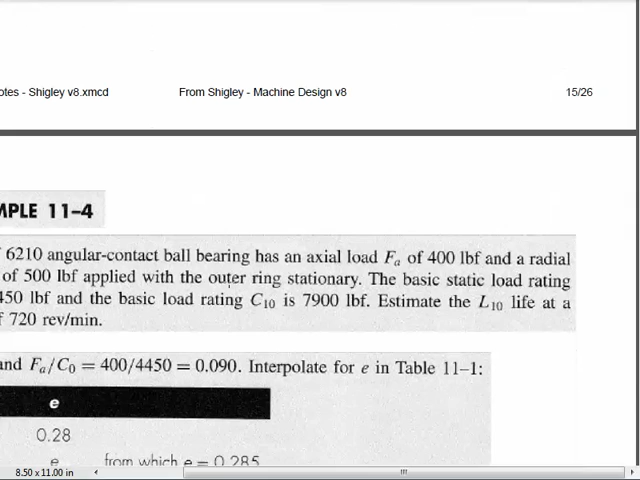 otes - Shigley v8.xmcd From Shigley - Machine Design v8 15/26
MPLE 11–4
6210 angular-contact ball bearing has an axial load Fa of 400 lbf and a radial
of 500 lbf applied with the outer ring stationary. The basic static load rating
450 lbf and the basic load rating C10 is 7900 lbf. Estimate the L10 life at a
f 720 rev/min.
and Fa/C0 = 400/4450 = 0.090. Interpolate for e in Table 11–1:
e
0.28
e from which e = 0.285
8.50 x 11.00 in